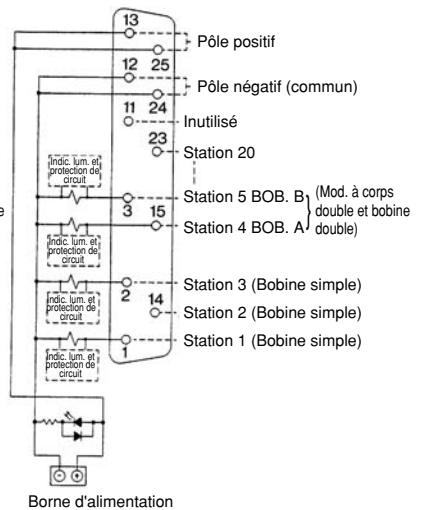 13
Pôle positif
12 25
Pôle négatif (commun)
24
11
Inutilisé
23
Station 20
Indic. lum. et
protection de
circuit
Station 5 BOB. B
(Mod. à corps
double et bobine
double)
e
3 15
Station 4 BOB. A
Indic. lum. et
protection de
circuit
Station 3 (Bobine simple)
2
14
Indic. lum. et
protection de
circuit
Station 2 (Bobine simple)
Station 1 (Bobine simple)
1
Indic. lum. et
protection de
circuit
- +
Borne d'alimentation